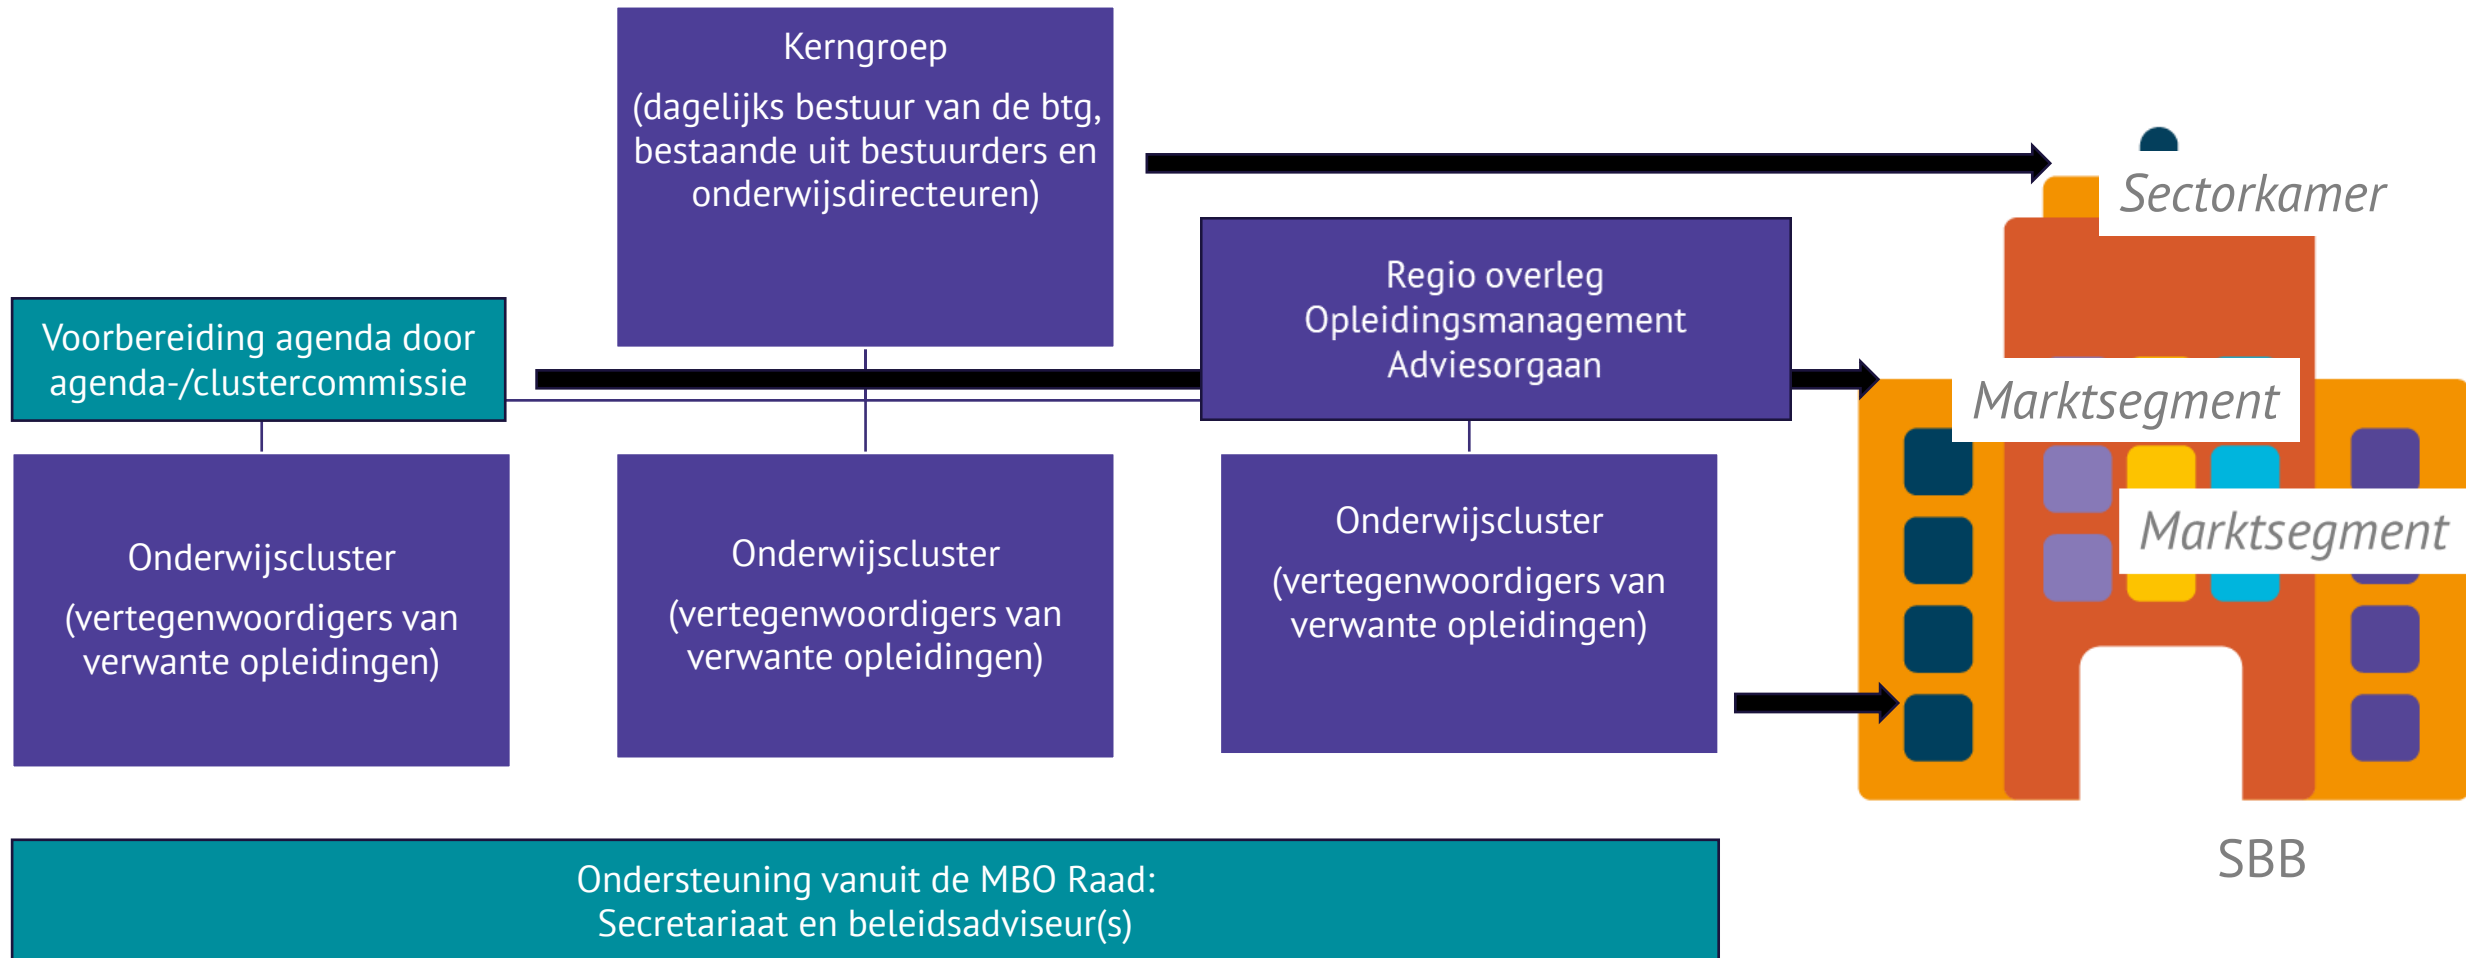 Kerngroep
(dagelijks bestuur van de btg,
bestaande uit bestuurders en
onderwijsdirecteuren)
Sectorkamer
Regio overleg
Opleidingsmanagement
Adviesorgaan
Voorbereiding agenda door
agenda-/clustercommissie
Marktsegment
Marktsegment
Onderwijscluster
(vertegenwoordigers van
verwante opleidingen)
Onderwijscluster
(vertegenwoordigers van
verwante opleidingen)
Onderwijscluster
(vertegenwoordigers van
verwante opleidingen)
SBB
Ondersteuning vanuit de MBO Raad:
Secretariaat en beleidsadviseur(s)